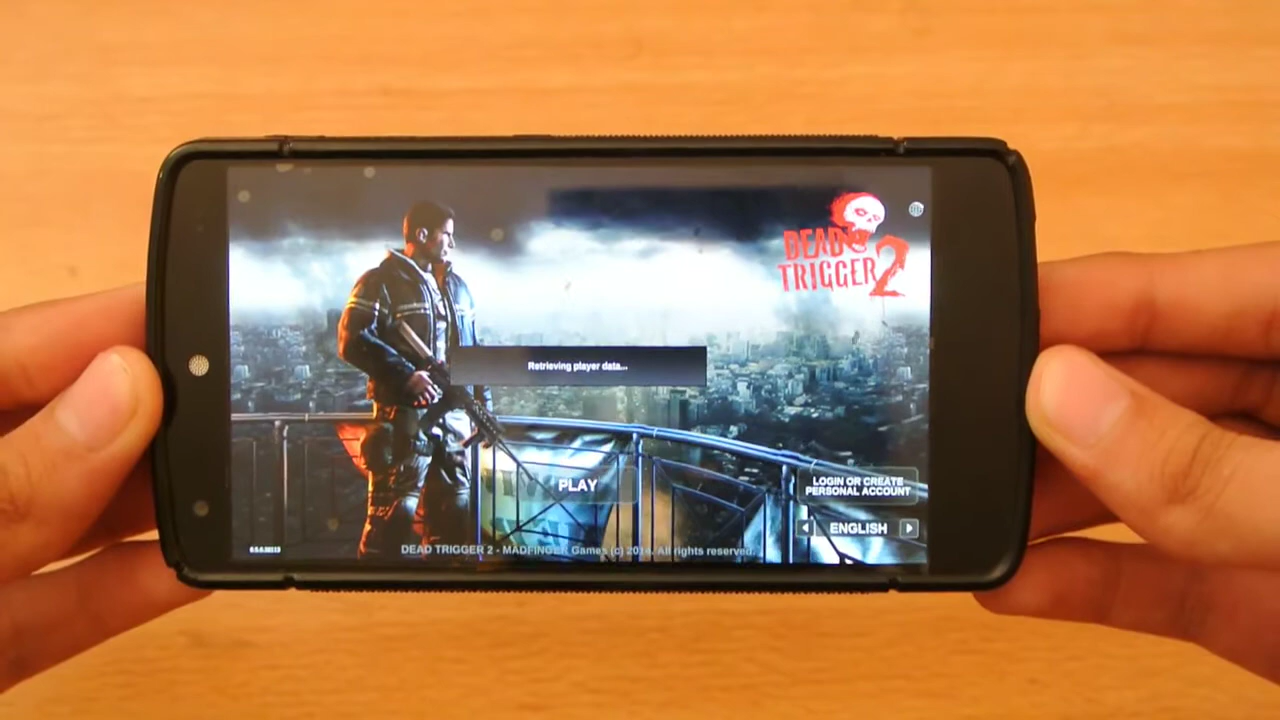 DEAD
TRIGGER 2
Retrieving player data...
PLAY
LOGIN OR CREATE
PERSONAL ACCOUNT
ENGLISH
DEAD TRIGGER 2 - MADFINGER Games (c) 2014. All rights reserved.